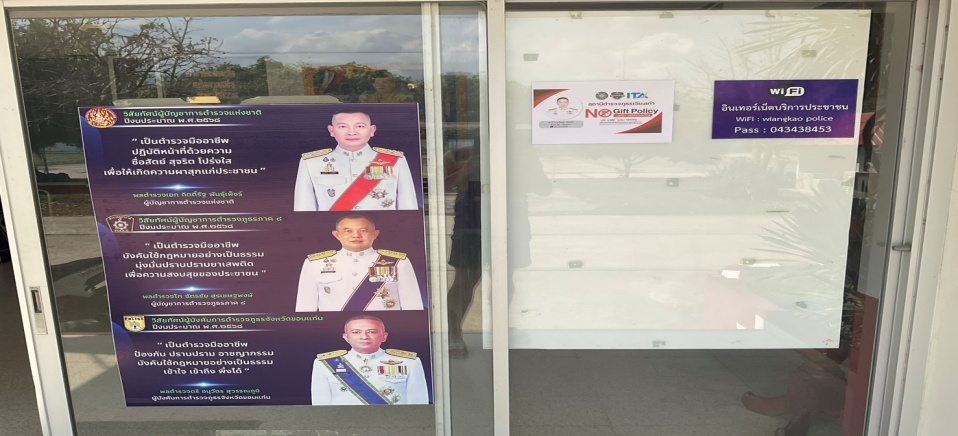 วิสัยทัศน์ผู้บัญชาการตำรวจแห่งชาติ
ปีงบประมาณ พ.ศ.๒๕๖๘
“ เป็นตำรวจมืออาชีพ
ปฏิบัติหน้าที่ด้วยความ
ซื่อสัตย์ สุจริต โปร่งใส
เพื่อให้เกิดความผาสุกแก่ประชาชน ”
พลตำรวจเอก กิตติ์รัฐ พันธุ์เพ็ชร์
ผู้บัญชาการตำรวจแห่งชาติ
วิสัยทัศน์ผู้บัญชาการตำรวจภูธรภาค ๔
ปีงบประมาณ พ.ศ.๒๕๖๘
“ เป็นตำรวจมืออาชีพ
บังคับใช้กฎหมายอย่างเป็นธรรม
มุ่งมั่นปราบปรามยาเสพติด
เพื่อความสงบสุขของประชาชน ”
พลตำรวจโท ฉัตรชัย สุรเชษฐพงษ์
ผู้บัญชาการตำรวจภูธรภาค ๔
วิสัยทัศน์ผู้บังคับการตำรวจภูธรจังหวัดขอนแก่น
ปีงบประมาณ พ.ศ.๒๕๖๘
“ เป็นตำรวจมืออาชีพ
ป้องกัน ปราบปราม อาชญากรรม
บังคับใช้กฎหมายอย่างเป็นธรรม
เข้าใจ เข้าถึง พึ่งได้ ”
พลตำรวจตรี อนุวัตร สุวรรณภูมิ
ผู้บังคับการตำรวจภูธรจังหวัดขอนแก่น
ITA
สถานีตำรวจภูธรเวียงเก่า
NO Gift Policy
WiFi
อินเทอร์เน็ตบริการประชาชน
WiFi : wiangkao police
Pass : 043438453